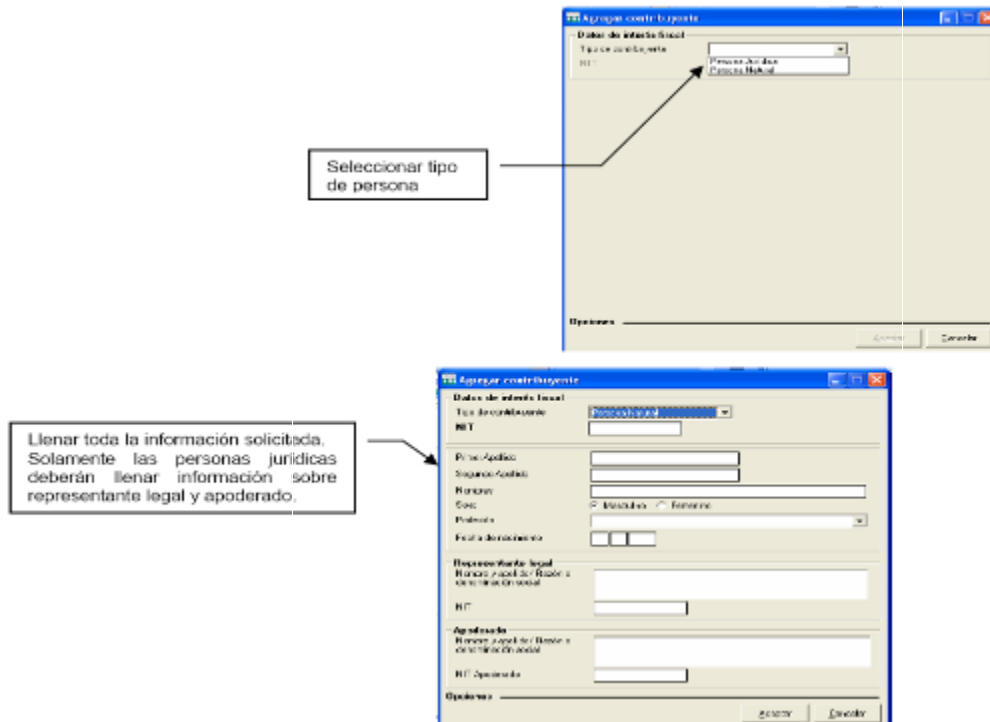 Agregar contribuyente
Datos de interés fiscal
Tipo de contribuyente
NIT
Persona Jurídica
Persona Natural
Seleccionar tipo
de persona
Opciones
Aceptar
Cancelar
Agregar contribuyente
Datos de interés fiscal
Tipo de contribuyente
Persona Natural
NIT
Llenar toda la información solicitada.
Solamente las personas jurídicas
deberán llenar información sobre
representante legal y apoderado.
Primer Apellido
Segundo Apellido
Nombres
Sexo
Masculino
Femenino
Profesión
Fecha de nacimiento
Representante legal
Nombre y apellido / Razón o
denominación social
NIT
Apoderado
Nombre y apellido / Razón o
denominación social
NIT Apoderado
Opciones
Aceptar
Cancelar